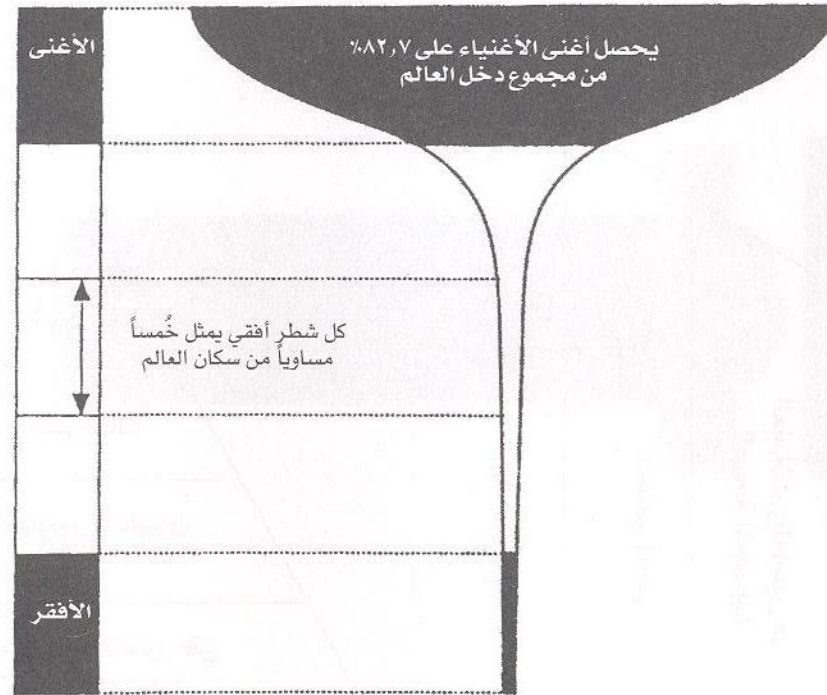 الأغنى
يحصل أغنى الأغنياء على ٨٢,٧٪
من مجموع دخل العالم
كل شطر أفقي يمثل خُمساً
مساوياً من سكان العالم
الأفقر